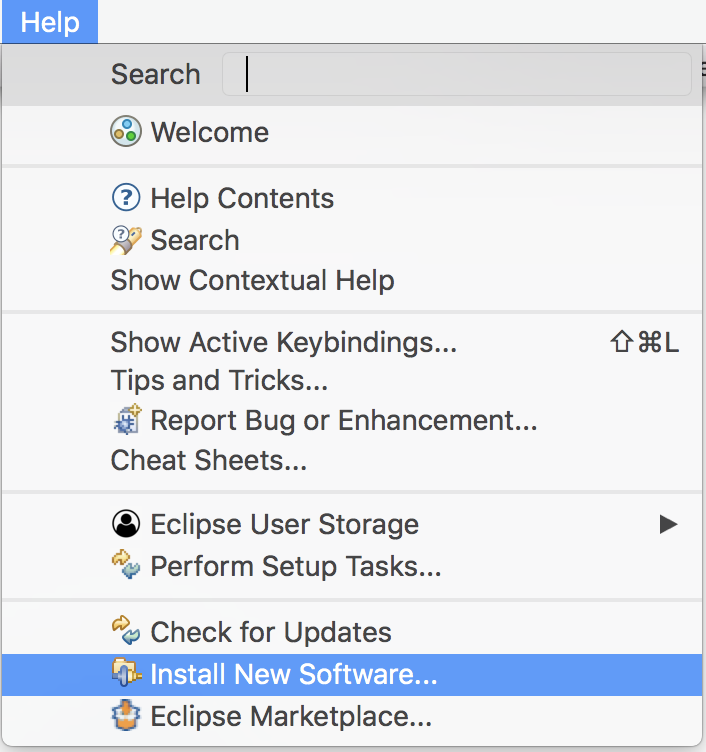 Help
Search
Welcome
Help Contents
Search
Show Contextual Help
Show Active Keybindings... ⇧⌘L
Tips and Tricks...
Report Bug or Enhancement...
Cheat Sheets...
Eclipse User Storage
Perform Setup Tasks...
Check for Updates
Install New Software...
Eclipse Marketplace...